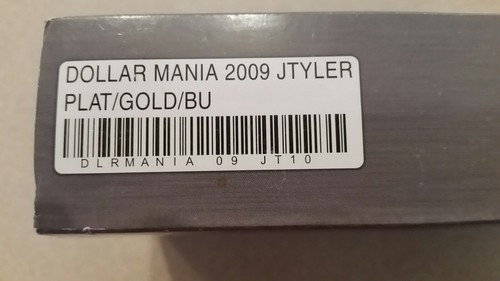 DOLLAR MANIA 2009 JTYLER
PLAT/GOLD/BU
DLRMANIA 09 JT10